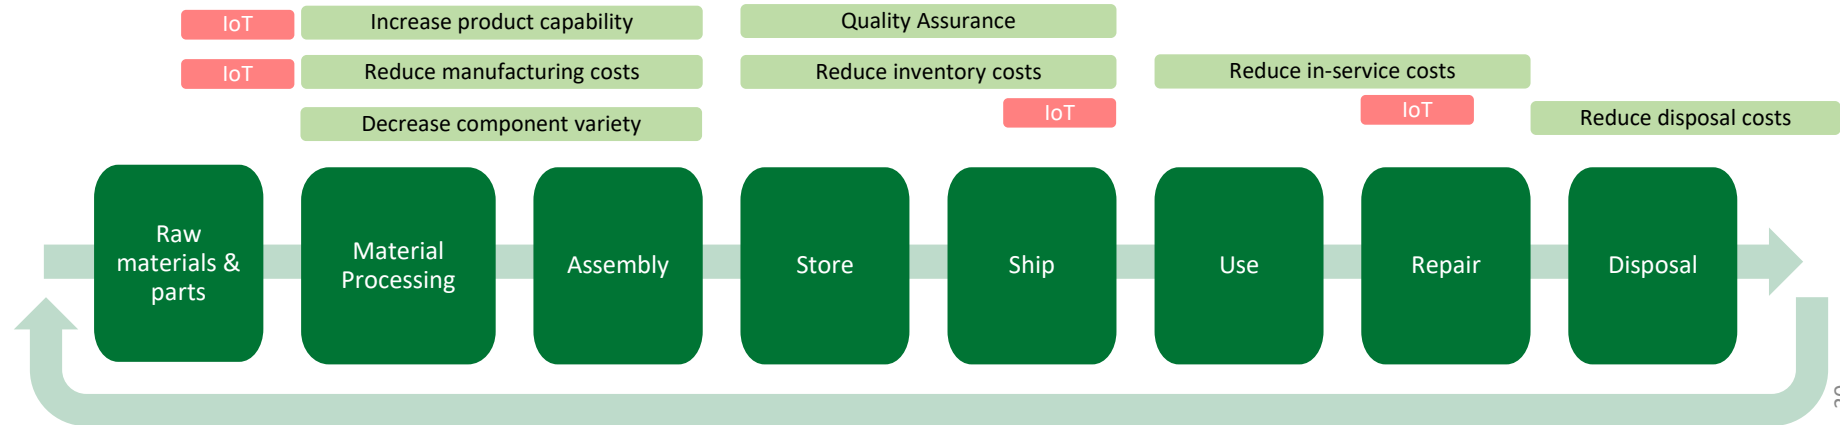 IoT
Increase product capability
Quality Assurance
IoT
Reduce manufacturing costs
Reduce inventory costs
Reduce in-service costs
Decrease component variety
IoT
IoT
Reduce disposal costs
Raw
materials &
parts
Material
Processing
Assembly
Store
Ship
Use
Repair
Disposal